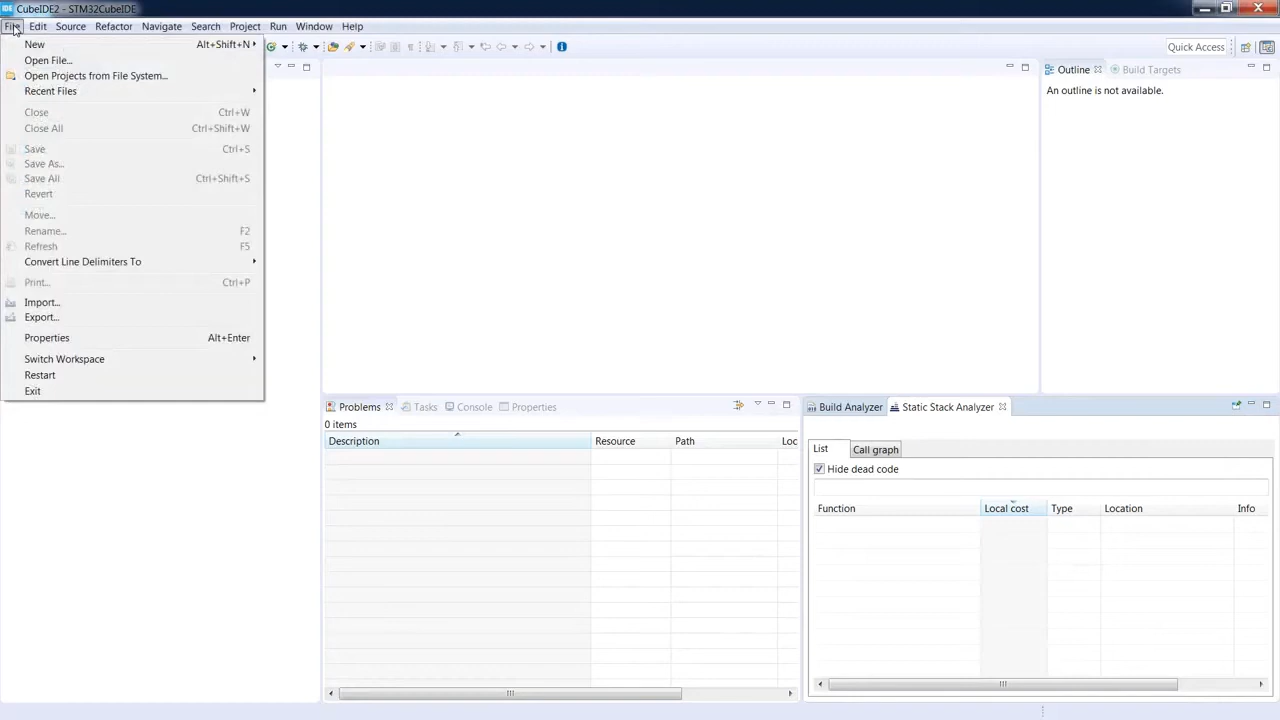 IDE CubeIDE2 - STM32CubeIDE
File Edit Source Refactor Navigate Search Project Run Window Help
Quick Access
New Alt+Shift+N
Open File...
Open Projects from File System...
Recent Files
Close Ctrl+W
Close All Ctrl+Shift+W
Save Ctrl+S
Save As...
Save All Ctrl+Shift+S
Revert
Move...
Rename... F2
Refresh F5
Convert Line Delimiters To
Print... Ctrl+P
Import...
Export...
Properties Alt+Enter
Switch Workspace
Restart
Exit
Outline Build Targets
An outline is not available.
Problems Tasks Console Properties
0 items
Description Resource Path Loc
Build Analyzer Static Stack Analyzer
List Call graph
Hide dead code
Function Local cost Type Location Info